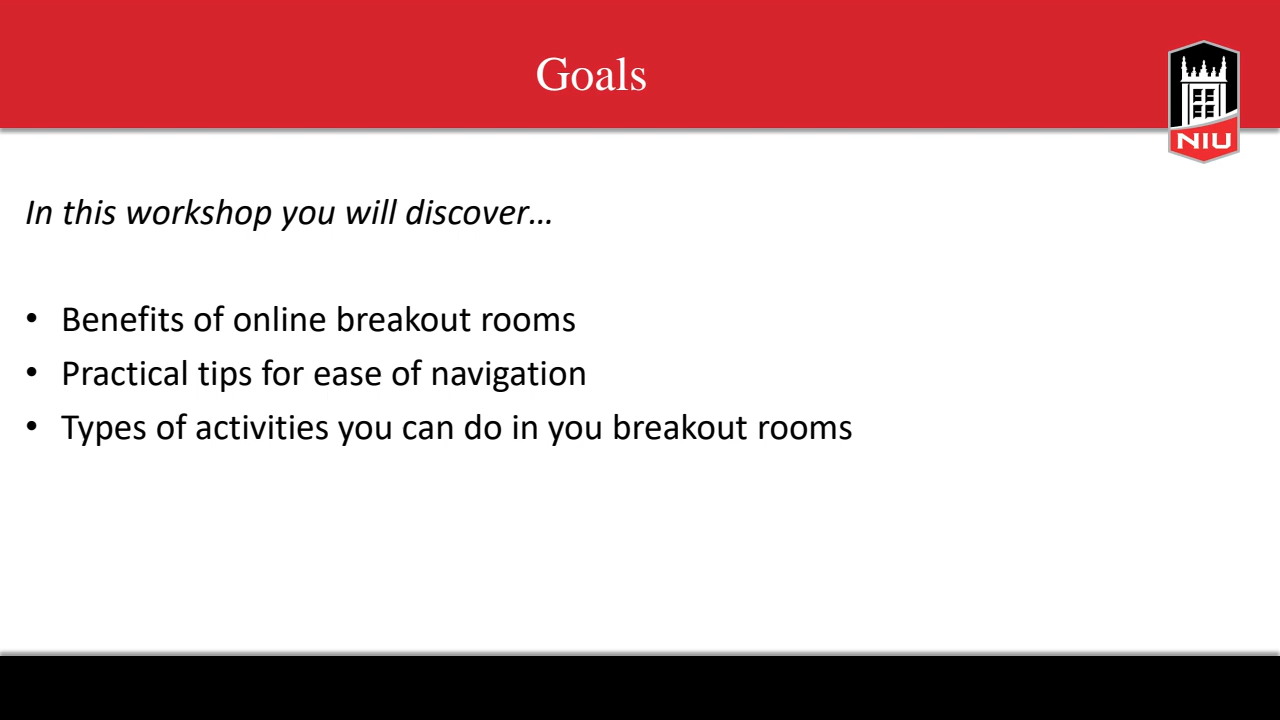 Goals
NIU
In this workshop you will discover…
• Benefits of online breakout rooms
• Practical tips for ease of navigation
• Types of activities you can do in you breakout rooms